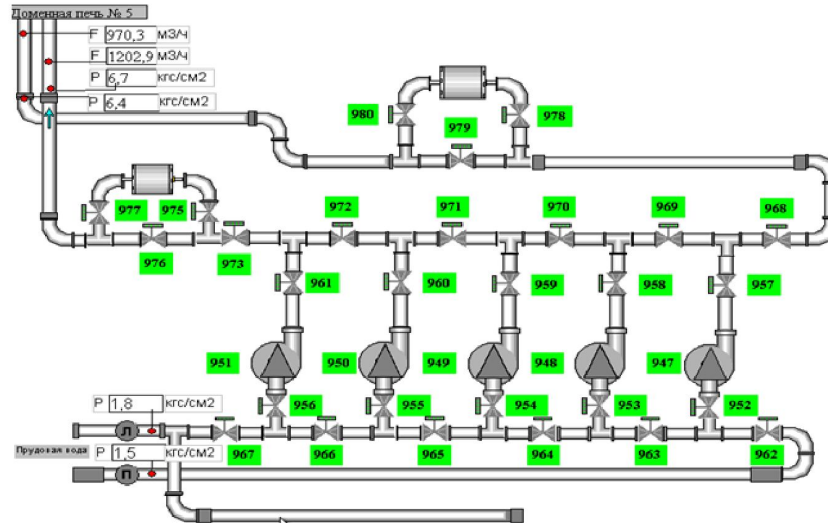 Доменная печь № 5
F 970,3 м3/ч
F 1202,9 м3/ч
P 6,7 кгс/см2
P 6,4 кгс/см2
980 979 978
977 975
976 973
972 971 970 969 968
961 960 959 958 957
951 950 949 948 947
956 955 954 953 952
P 1,8 кгс/см2
Л
967 966 965 964 963 962
Прудовая вода P 1,5 кгс/см2
П